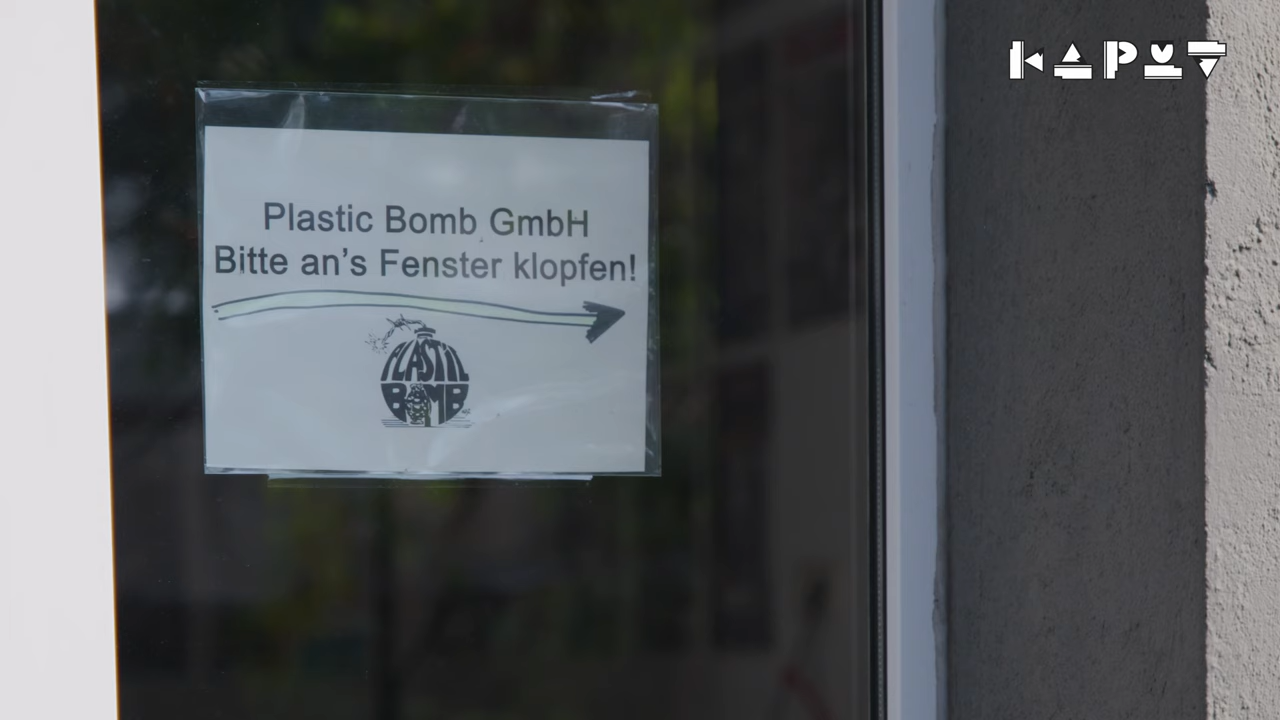 KAPUT
Plastic Bomb GmbH
Bitte an's Fenster klopfen!
PLASTIC
BOMB